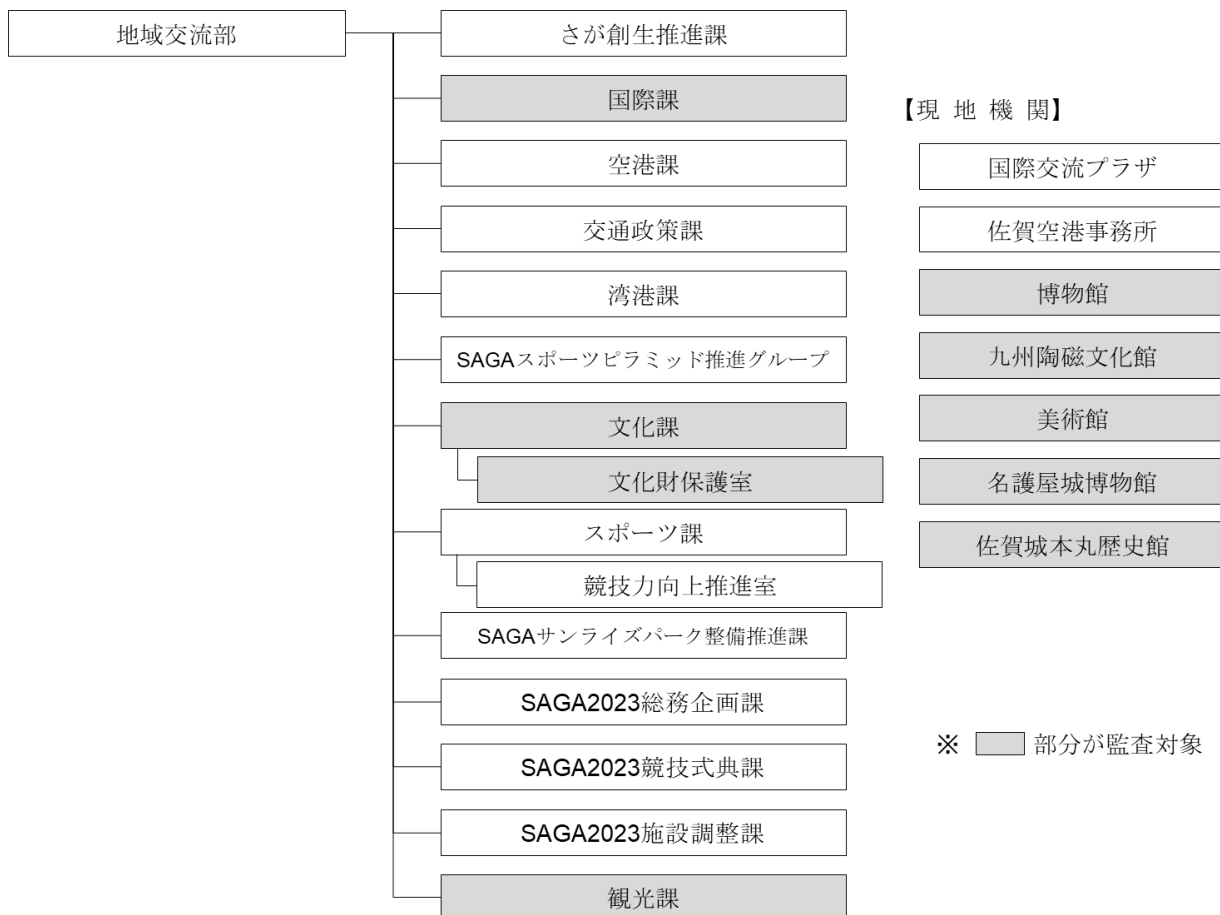 地域交流部
さが創生推進課
国際課
空港課
交通政策課
湾港課
SAGAスポーツピラミッド推進グループ
文化課
文化財保護室
スポーツ課
競技力向上推進室
SAGAサンライズパーク整備推進課
SAGA2023総務企画課
SAGA2023競技式典課
SAGA2023施設調整課
観光課
【現 地 機 関】
国際交流プラザ
佐賀空港事務所
博物館
九州陶磁文化館
美術館
名護屋城博物館
佐賀城本丸歴史館
※ 部分が監査対象